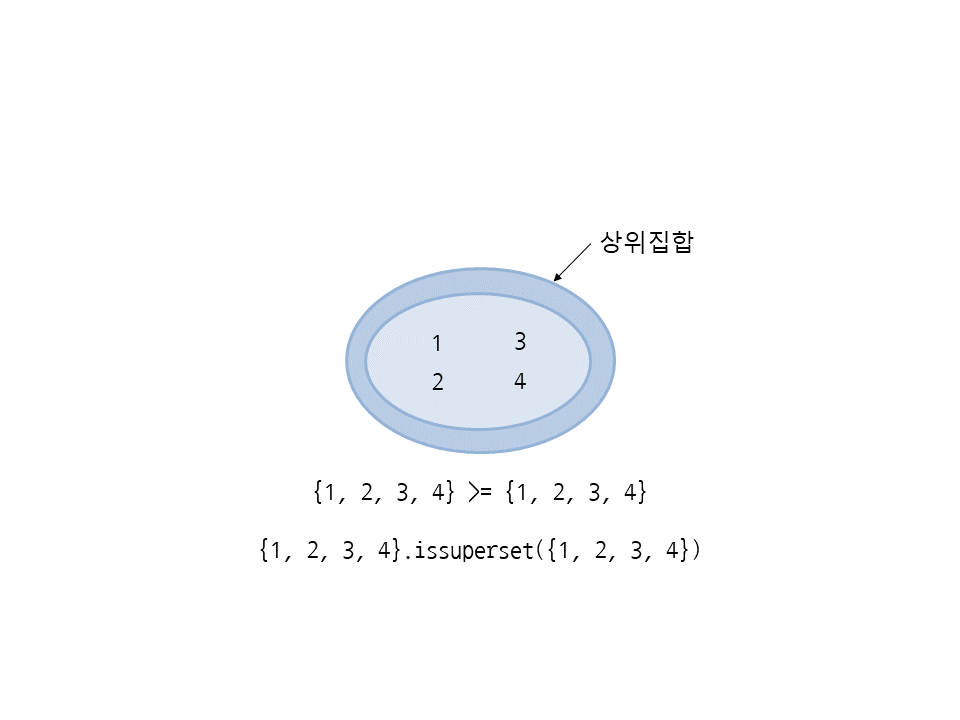 상위집합
1 3
2 4
{1, 2, 3, 4} >= {1, 2, 3, 4}
{1, 2, 3, 4}.issuperset({1, 2, 3, 4})